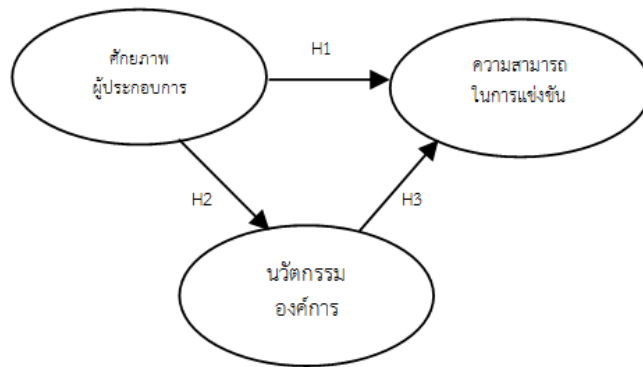 ศักยภาพ
ผู้ประกอบการ
H1
ความสามารถ
ในการแข่งขัน
H2
H3
นวัตกรรม
องค์การ